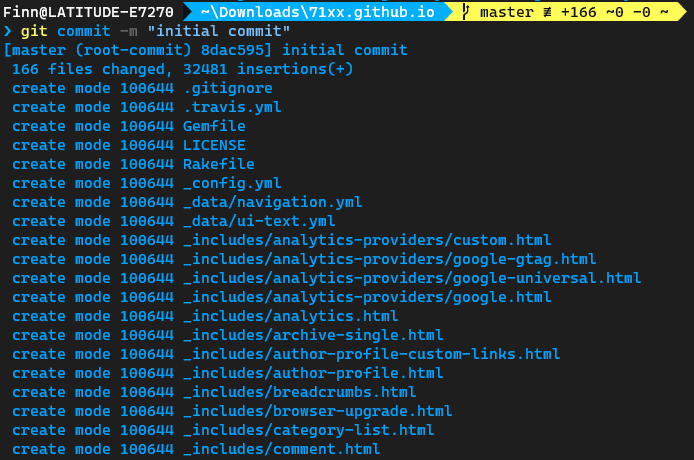 Finn@LATITUDE-E7270 ~\Downloads\71xx.github.io master ≢ +166 ~0 -0 ~
❯ git commit -m "initial commit"
[master (root-commit) 8dac595] initial commit
 166 files changed, 32481 insertions(+)
 create mode 100644 .gitignore
 create mode 100644 .travis.yml
 create mode 100644 Gemfile
 create mode 100644 LICENSE
 create mode 100644 Rakefile
 create mode 100644 _config.yml
 create mode 100644 _data/navigation.yml
 create mode 100644 _data/ui-text.yml
 create mode 100644 _includes/analytics-providers/custom.html
 create mode 100644 _includes/analytics-providers/google-gtag.html
 create mode 100644 _includes/analytics-providers/google-universal.html
 create mode 100644 _includes/analytics-providers/google.html
 create mode 100644 _includes/analytics.html
 create mode 100644 _includes/archive-single.html
 create mode 100644 _includes/author-profile-custom-links.html
 create mode 100644 _includes/author-profile.html
 create mode 100644 _includes/breadcrumbs.html
 create mode 100644 _includes/browser-upgrade.html
 create mode 100644 _includes/category-list.html
 create mode 100644 _includes/comment.html